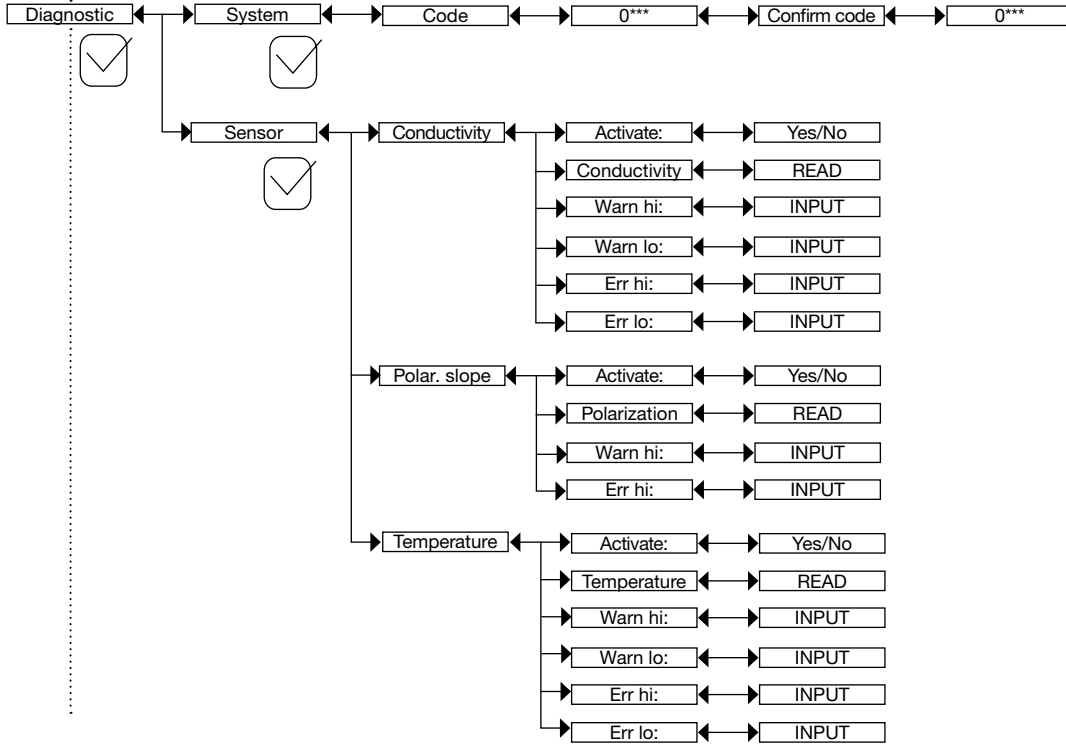 Diagnostic System Code 0*** Confirm code 0***
Sensor Conductivity Activate: Yes/No
Conductivity READ
Warn hi: INPUT
Warn lo: INPUT
Err hi: INPUT
Err lo: INPUT
Polar. slope Activate: Yes/No
Polarization READ
Warn hi: INPUT
Err hi: INPUT
Temperature Activate: Yes/No
Temperature READ
Warn hi: INPUT
Warn lo: INPUT
Err hi: INPUT
Err lo: INPUT